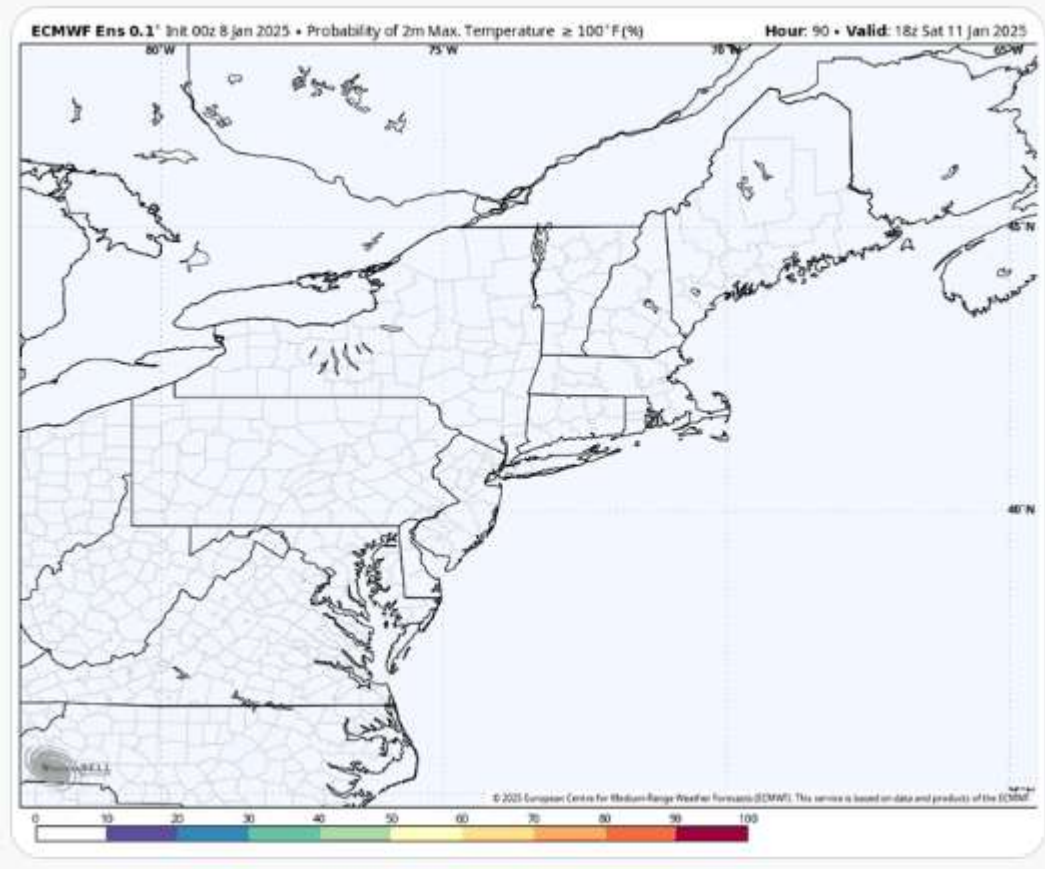 ECMWF Ens 0.1° Init 00z 8 Jan 2025 • Probability of 2m Max. Temperature ≥ 100°F (%)
Hour: 90 • Valid: 18z Sat 11 Jan 2025
80°W 75°W 70°W 65°W
45°N
40°N
© 2025 European Centre for Medium-Range Weather Forecasts (ECMWF). This service is based on data and products of the ECMWF.
0 10 20 30 40 50 60 70 80 90 100